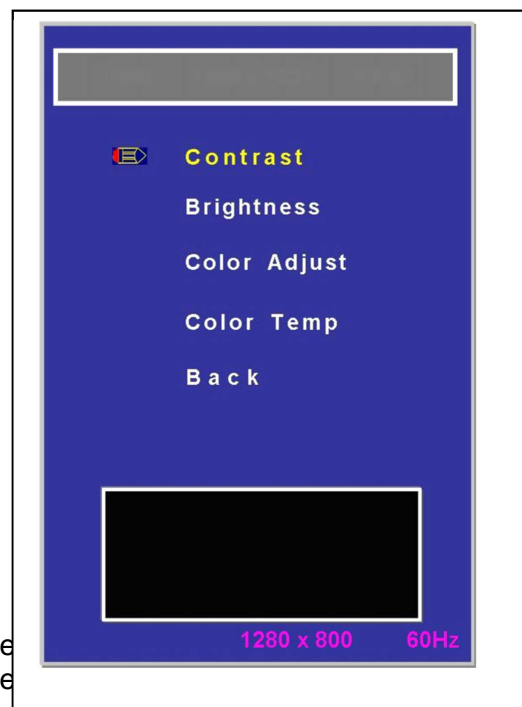 Contrast
Brightness
Color Adjust
Color Temp
Back
1280 x 800 60Hz
e
e